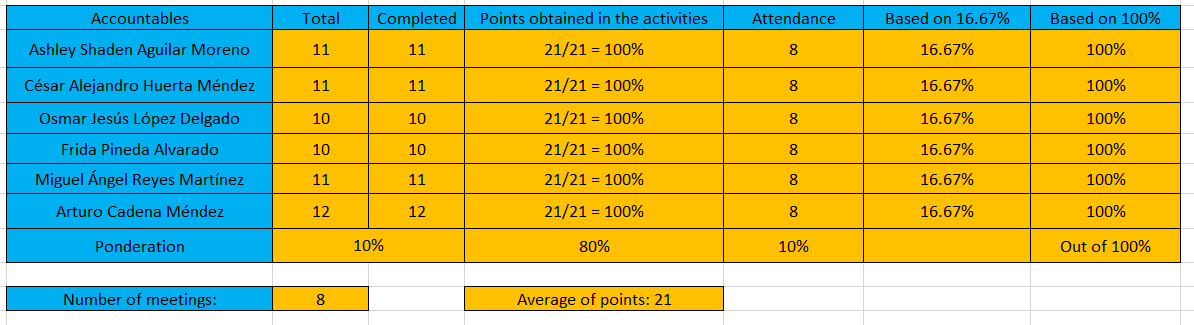 Accountables Total Completed Points obtained in the activities Attendance Based on 16.67% Based on 100%
Ashley Shaden Aguilar Moreno 11 11 21/21 = 100% 8 16.67% 100%
César Alejandro Huerta Méndez 11 11 21/21 = 100% 8 16.67% 100%
Osmar Jesús López Delgado 10 10 21/21 = 100% 8 16.67% 100%
Frida Pineda Alvarado 10 10 21/21 = 100% 8 16.67% 100%
Miguel Ángel Reyes Martínez 11 11 21/21 = 100% 8 16.67% 100%
Arturo Cadena Méndez 12 12 21/21 = 100% 8 16.67% 100%
Ponderation 10% 80% 10% Out of 100%
Number of meetings: 8 Average of points: 21